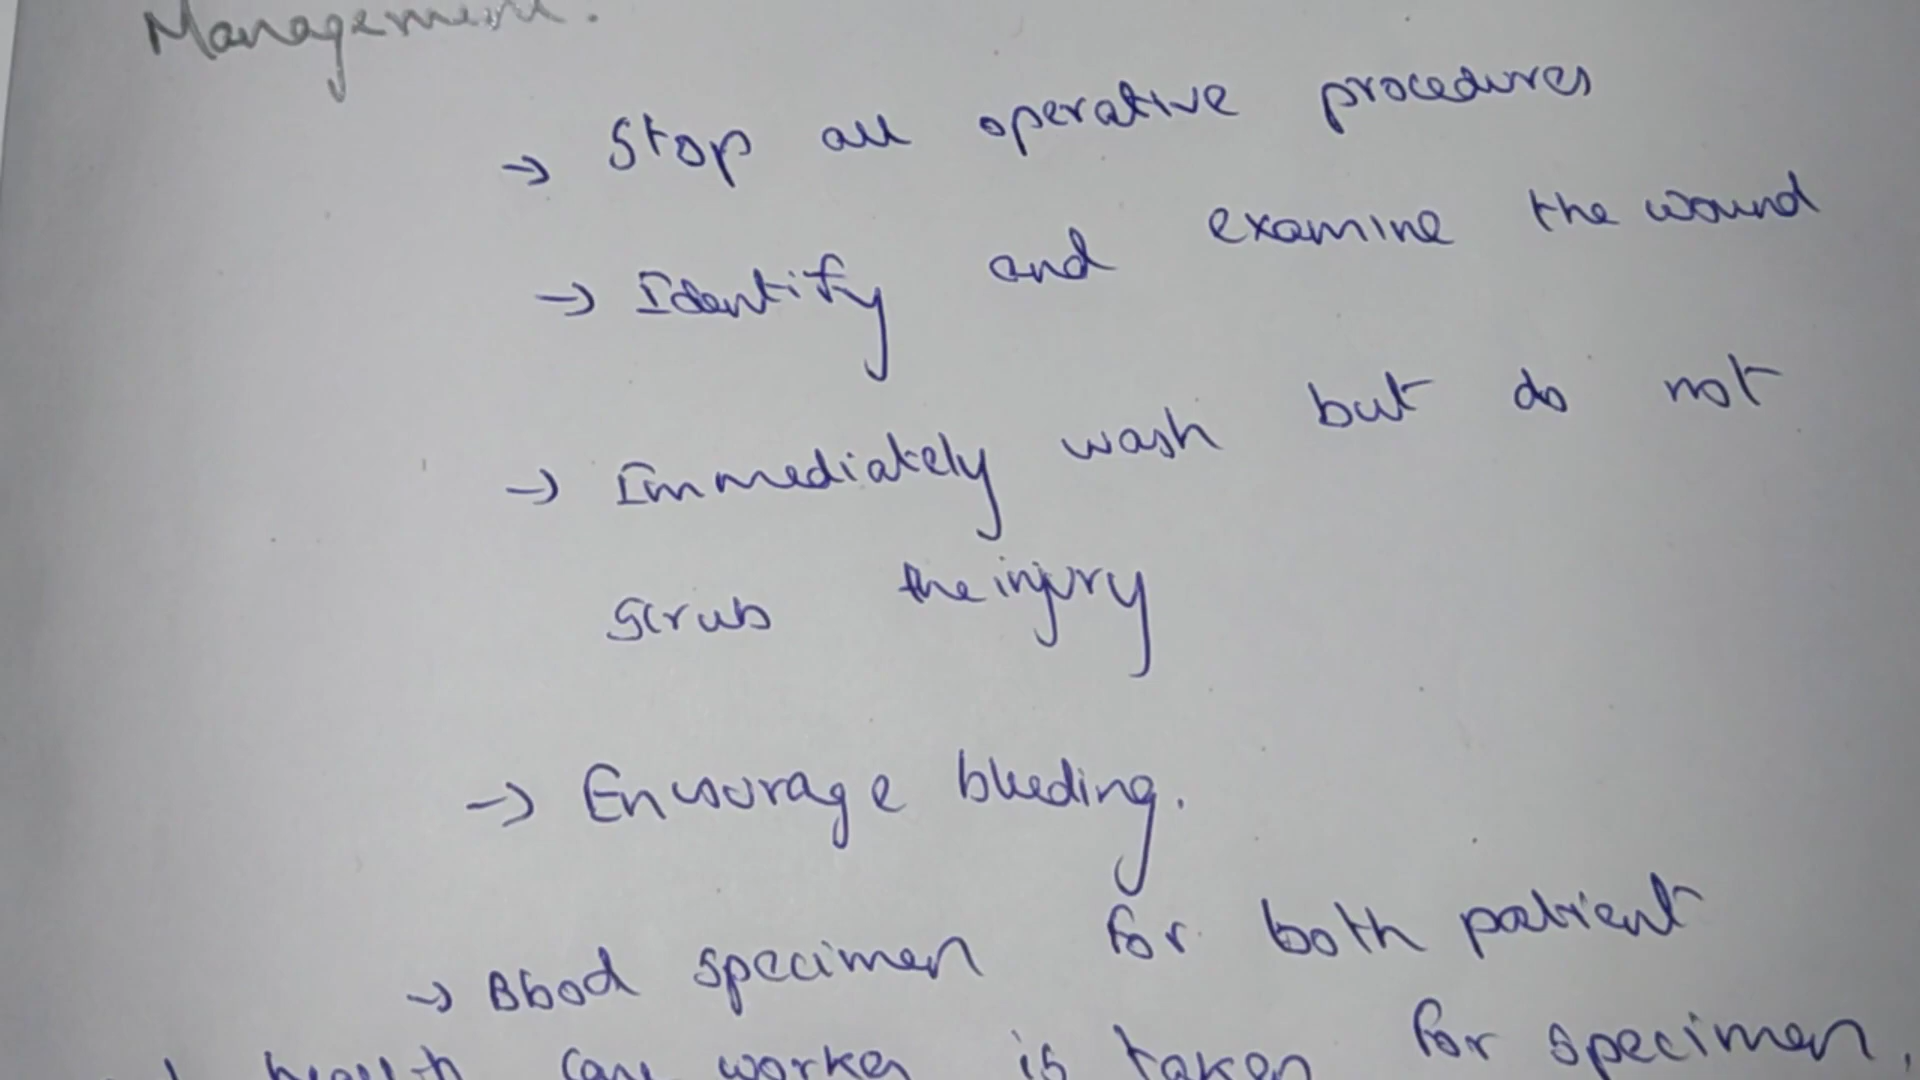 Management.
→ Stop all operative procedures
→ Identify and examine the wound
→ Immediately wash but do not
scrub the injury
→ Encourage bleeding.
→ Blood specimen for both patient
health care worker is taken for specimen.